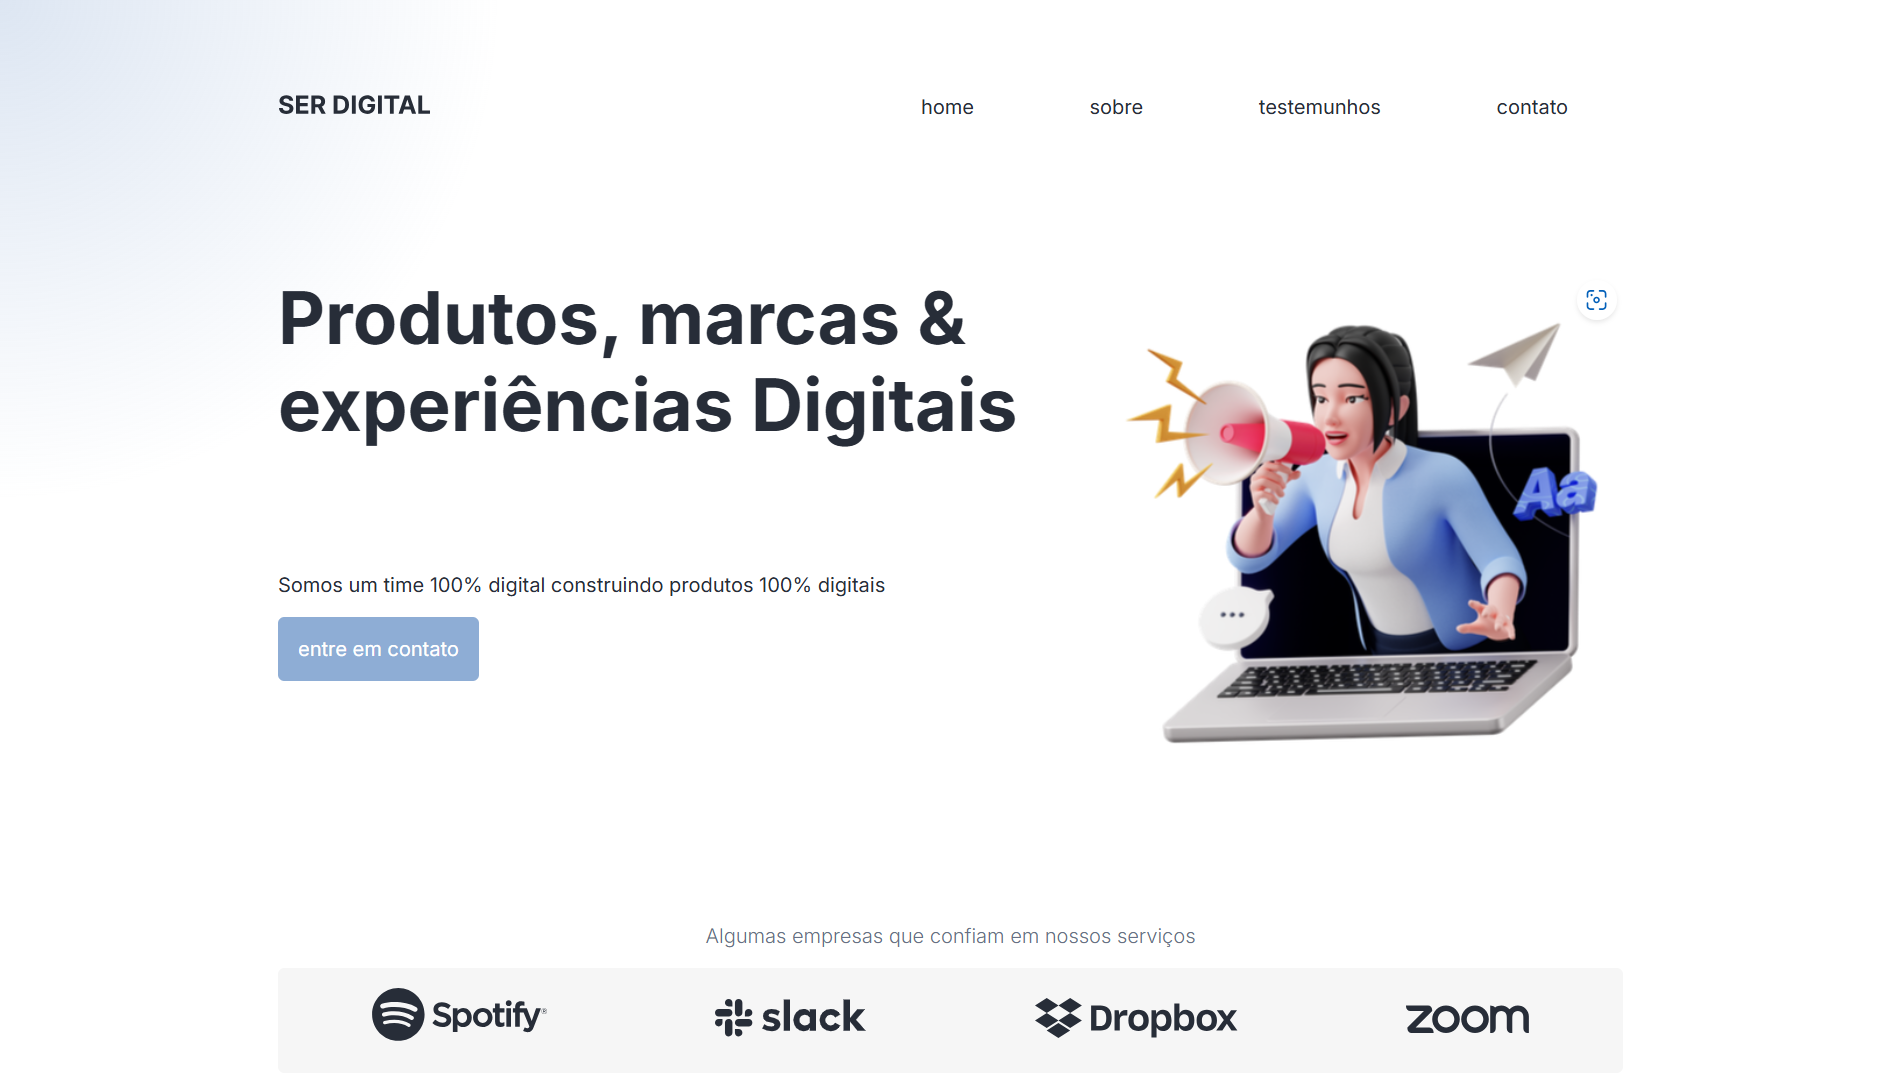 SER DIGITAL
home
sobre
testemunhos
contato
Produtos, marcas &
experiências Digitais
Aa
Somos um time 100% digital construindo produtos 100% digitais
entre em contato
Algumas empresas que confiam em nossos serviços
Spotify®
slack
Dropbox
zoom